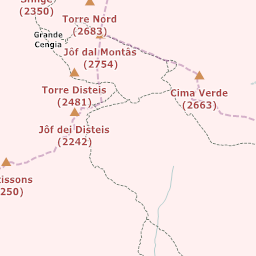 (2350)
Torre Nord
(2683)
Grande
Cengia
Jôf dal Montâs
(2754)
Torre Disteis
(2481)
Cima Verde
(2663)
Jôf dei Disteis
(2242)